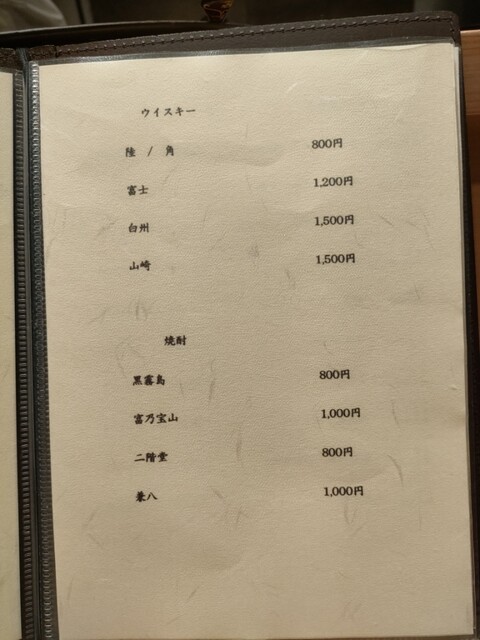 ウイスキー
陸 / 角 800円
富士 1,200円
白州 1,500円
山崎 1,500円
焼酎
黒霧島 800円
富乃宝山 1,000円
二階堂 800円
兼八 1,000円